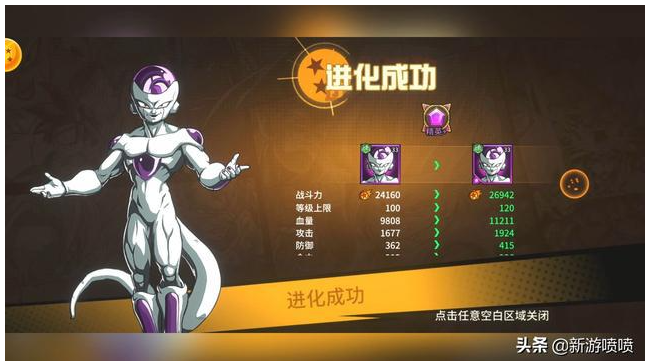 进化成功
精英
33
33
战斗力 24160 26942
等级上限 100 120
血量 9808 11211
攻击 1677 1924
防御 362 415
进化成功
点击任意空白区域关闭
头条 @新游喷喷